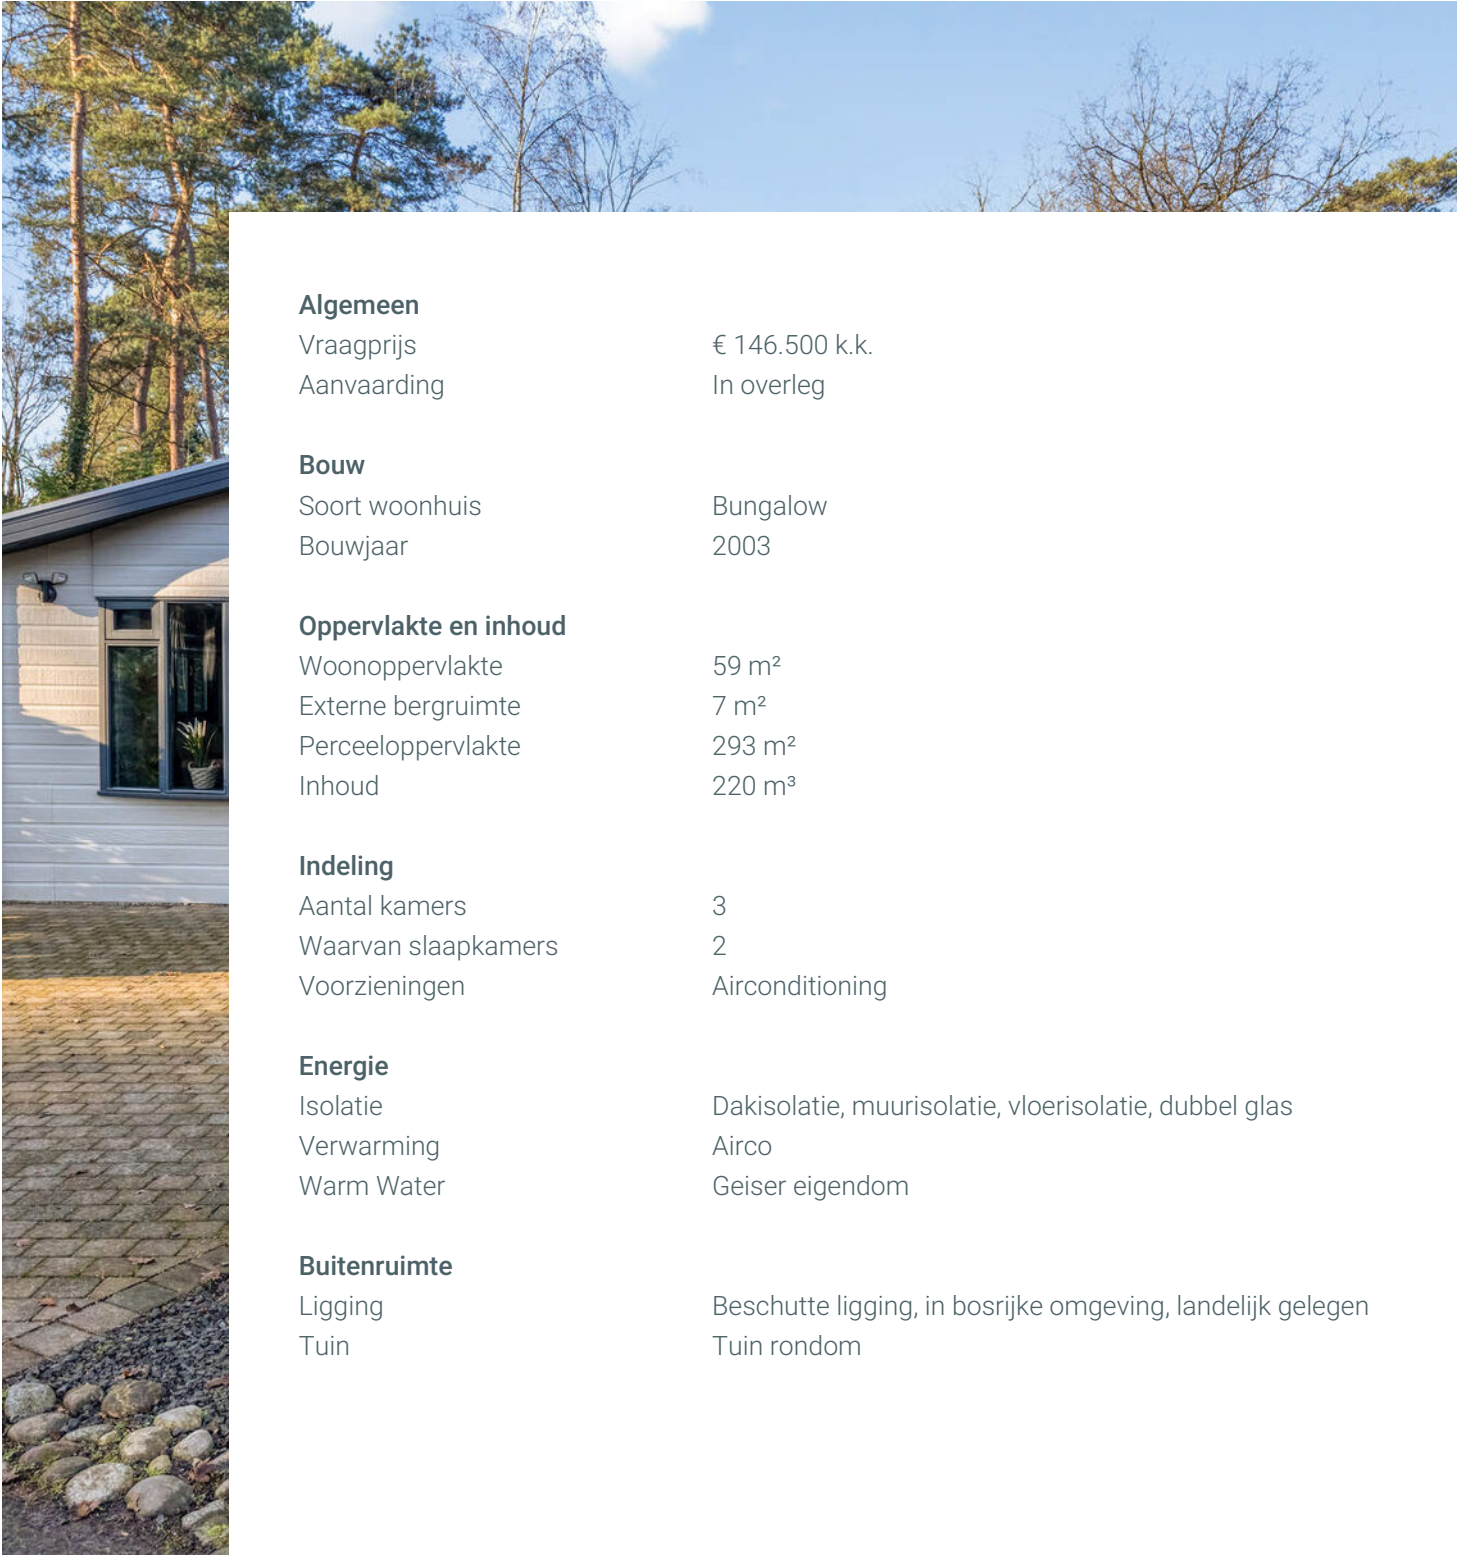 Algemeen
Vraagprijs € 146.500 k.k.
Aanvaarding In overleg
Bouw
Soort woonhuis Bungalow
Bouwjaar 2003
Oppervlakte en inhoud
Woonoppervlakte 59 m²
Externe bergruimte 7 m²
Perceeloppervlakte 293 m²
Inhoud 220 m³
Indeling
Aantal kamers 3
Waarvan slaapkamers 2
Voorzieningen Airconditioning
Energie
Isolatie Dakisolatie, muurisolatie, vloerisolatie, dubbel glas
Verwarming Airco
Warm Water Geiser eigendom
Buitenruimte
Ligging Beschutte ligging, in bosrijke omgeving, landelijk gelegen
Tuin Tuin rondom